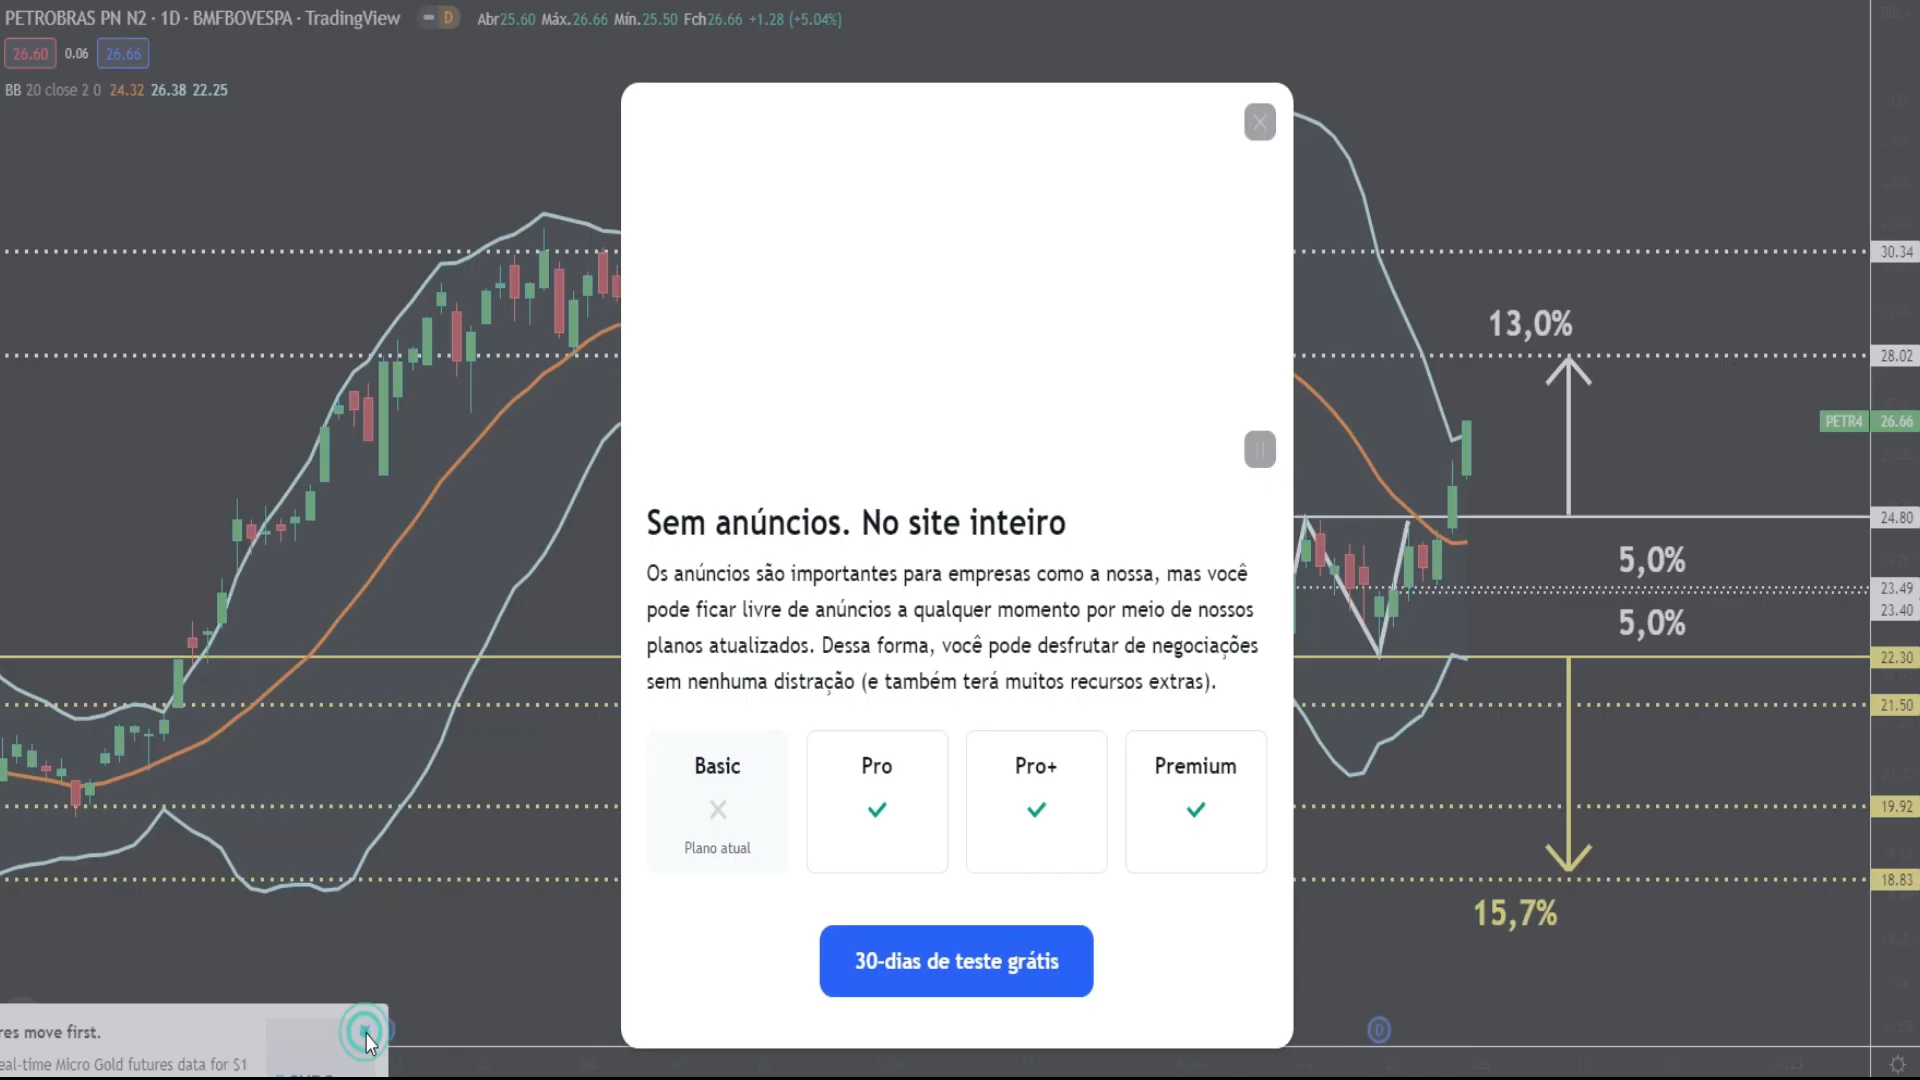 PETROBRAS PN N2 · 1D · BMFBOVESPA · TradingView
D
Abr25.60 Máx.26.66 Mín.25.50 Fch26.66 +1.28 (+5.04%)
26.60 0.06 26.66
BB 20 close 2 0 24.32 26.38 22.25
30.34
13,0%
28.02
PETR4 26.66
24.80
5,0%
23.49
23.40
5,0%
22.30
21.50
19.92
18.83
15,7%
Sem anúncios. No site inteiro
Os anúncios são importantes para empresas como a nossa, mas você
pode ficar livre de anúncios a qualquer momento por meio de nossos
planos atualizados. Dessa forma, você pode desfrutar de negociações
sem nenhuma distração (e também terá muitos recursos extras).
Basic Pro Pro+ Premium
Plano atual
30-dias de teste grátis
res move first.
eal-time Micro Gold futures data for $1
D